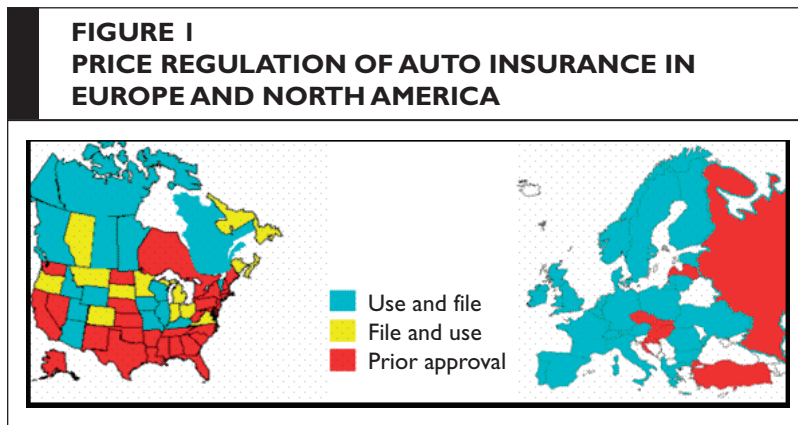 FIGURE 1
PRICE REGULATION OF AUTO INSURANCE IN
EUROPE AND NORTH AMERICA
Use and file
File and use
Prior approval